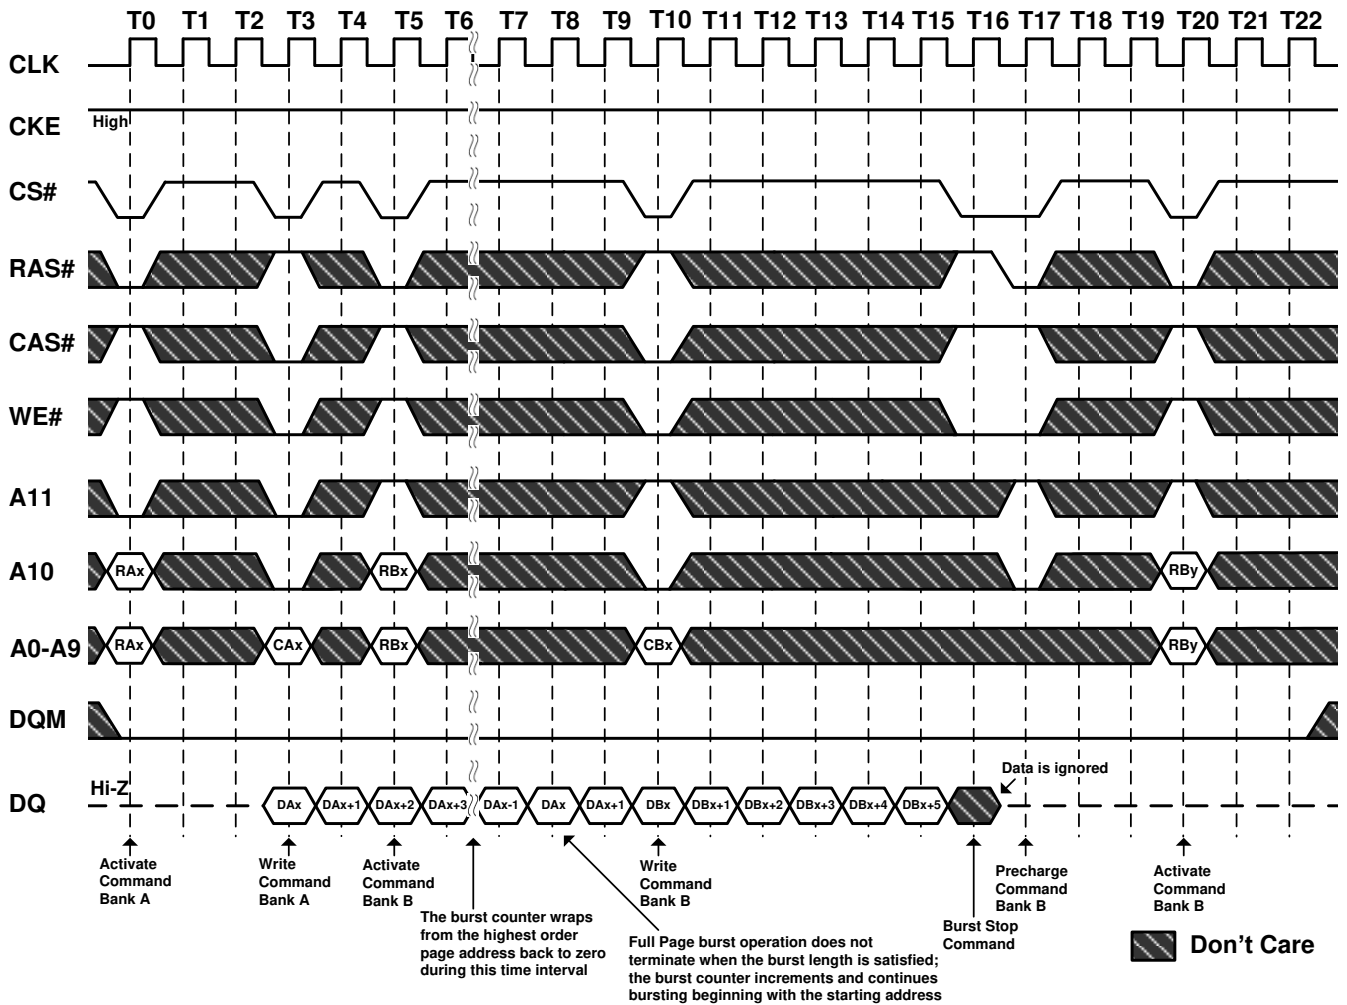 T0 T1 T2 T3 T4 T5 T6 T7 T8 T9 T10 T11 T12 T13 T14 T15 T16 T17 T18 T19 T20 T21 T22
CLK
CKE
High
CS#
RAS#
CAS#
WE#
A11
A10
RAx RBx RBy
A0-A9
RAx CAx RBx CBx RBy
DQM
Data is ignored
Hi-Z
DQ
DAx DAx+1 DAx+2 DAx+3 DAx-1 DAx DAx+1 DBx DBx+1 DBx+2 DBx+3 DBx+4 DBx+5
Activate
Command
Bank A
Write
Command
Bank A
Activate
Command
Bank B
The burst counter wraps
from the highest order
page address back to zero
during this time interval
Write
Command
Bank B
Full Page burst operation does not
terminate when the burst length is satisfied;
the burst counter increments and continues
bursting beginning with the starting address
Burst Stop
Command
Precharge
Command
Bank B
Activate
Command
Bank B
Don't Care